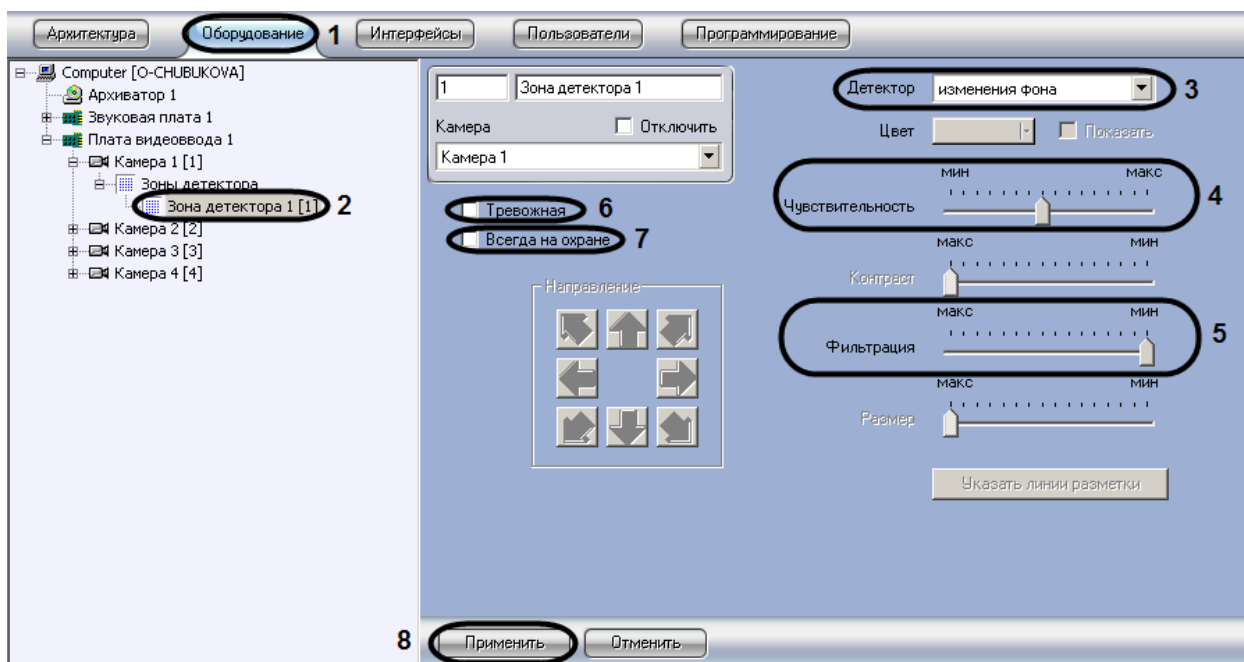 Архитектура
Оборудование
1
Интерфейсы
Пользователи
Программирование
Computer [O-CHUBUKOVA]
Архиватор 1
Звуковая плата 1
Плата видеоввода 1
Камера 1 [1]
Зоны детектора
Зона детектора 1 [1]
2
Камера 2 [2]
Камера 3 [3]
Камера 4 [4]
1
Зона детектора 1
Камера
Отключить
Камера 1
Тревожная
6
Всегда на охране
7
Направление
Детектор
изменения фона
3
Цвет
Показать
мин
макс
Чувствительность
4
макс
мин
Контраст
макс
мин
Фильтрация
5
макс
мин
Размер
Указать линии разметки
8
Применить
Отменить